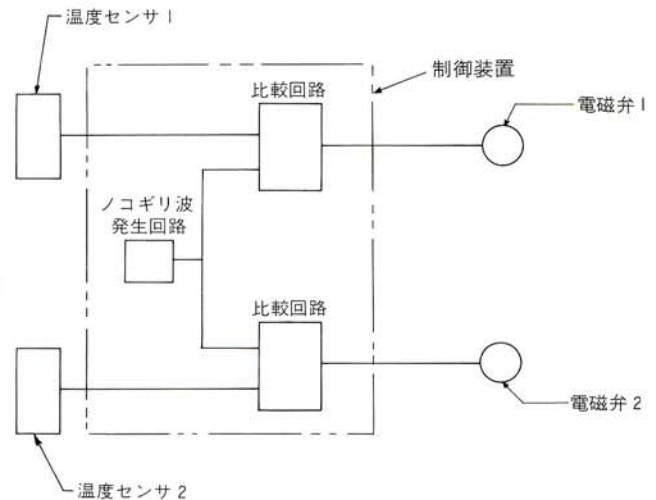 温度センサ1
制御装置
比較回路
電磁弁1
ノコギリ波
発生回路
比較回路
電磁弁2
温度センサ2